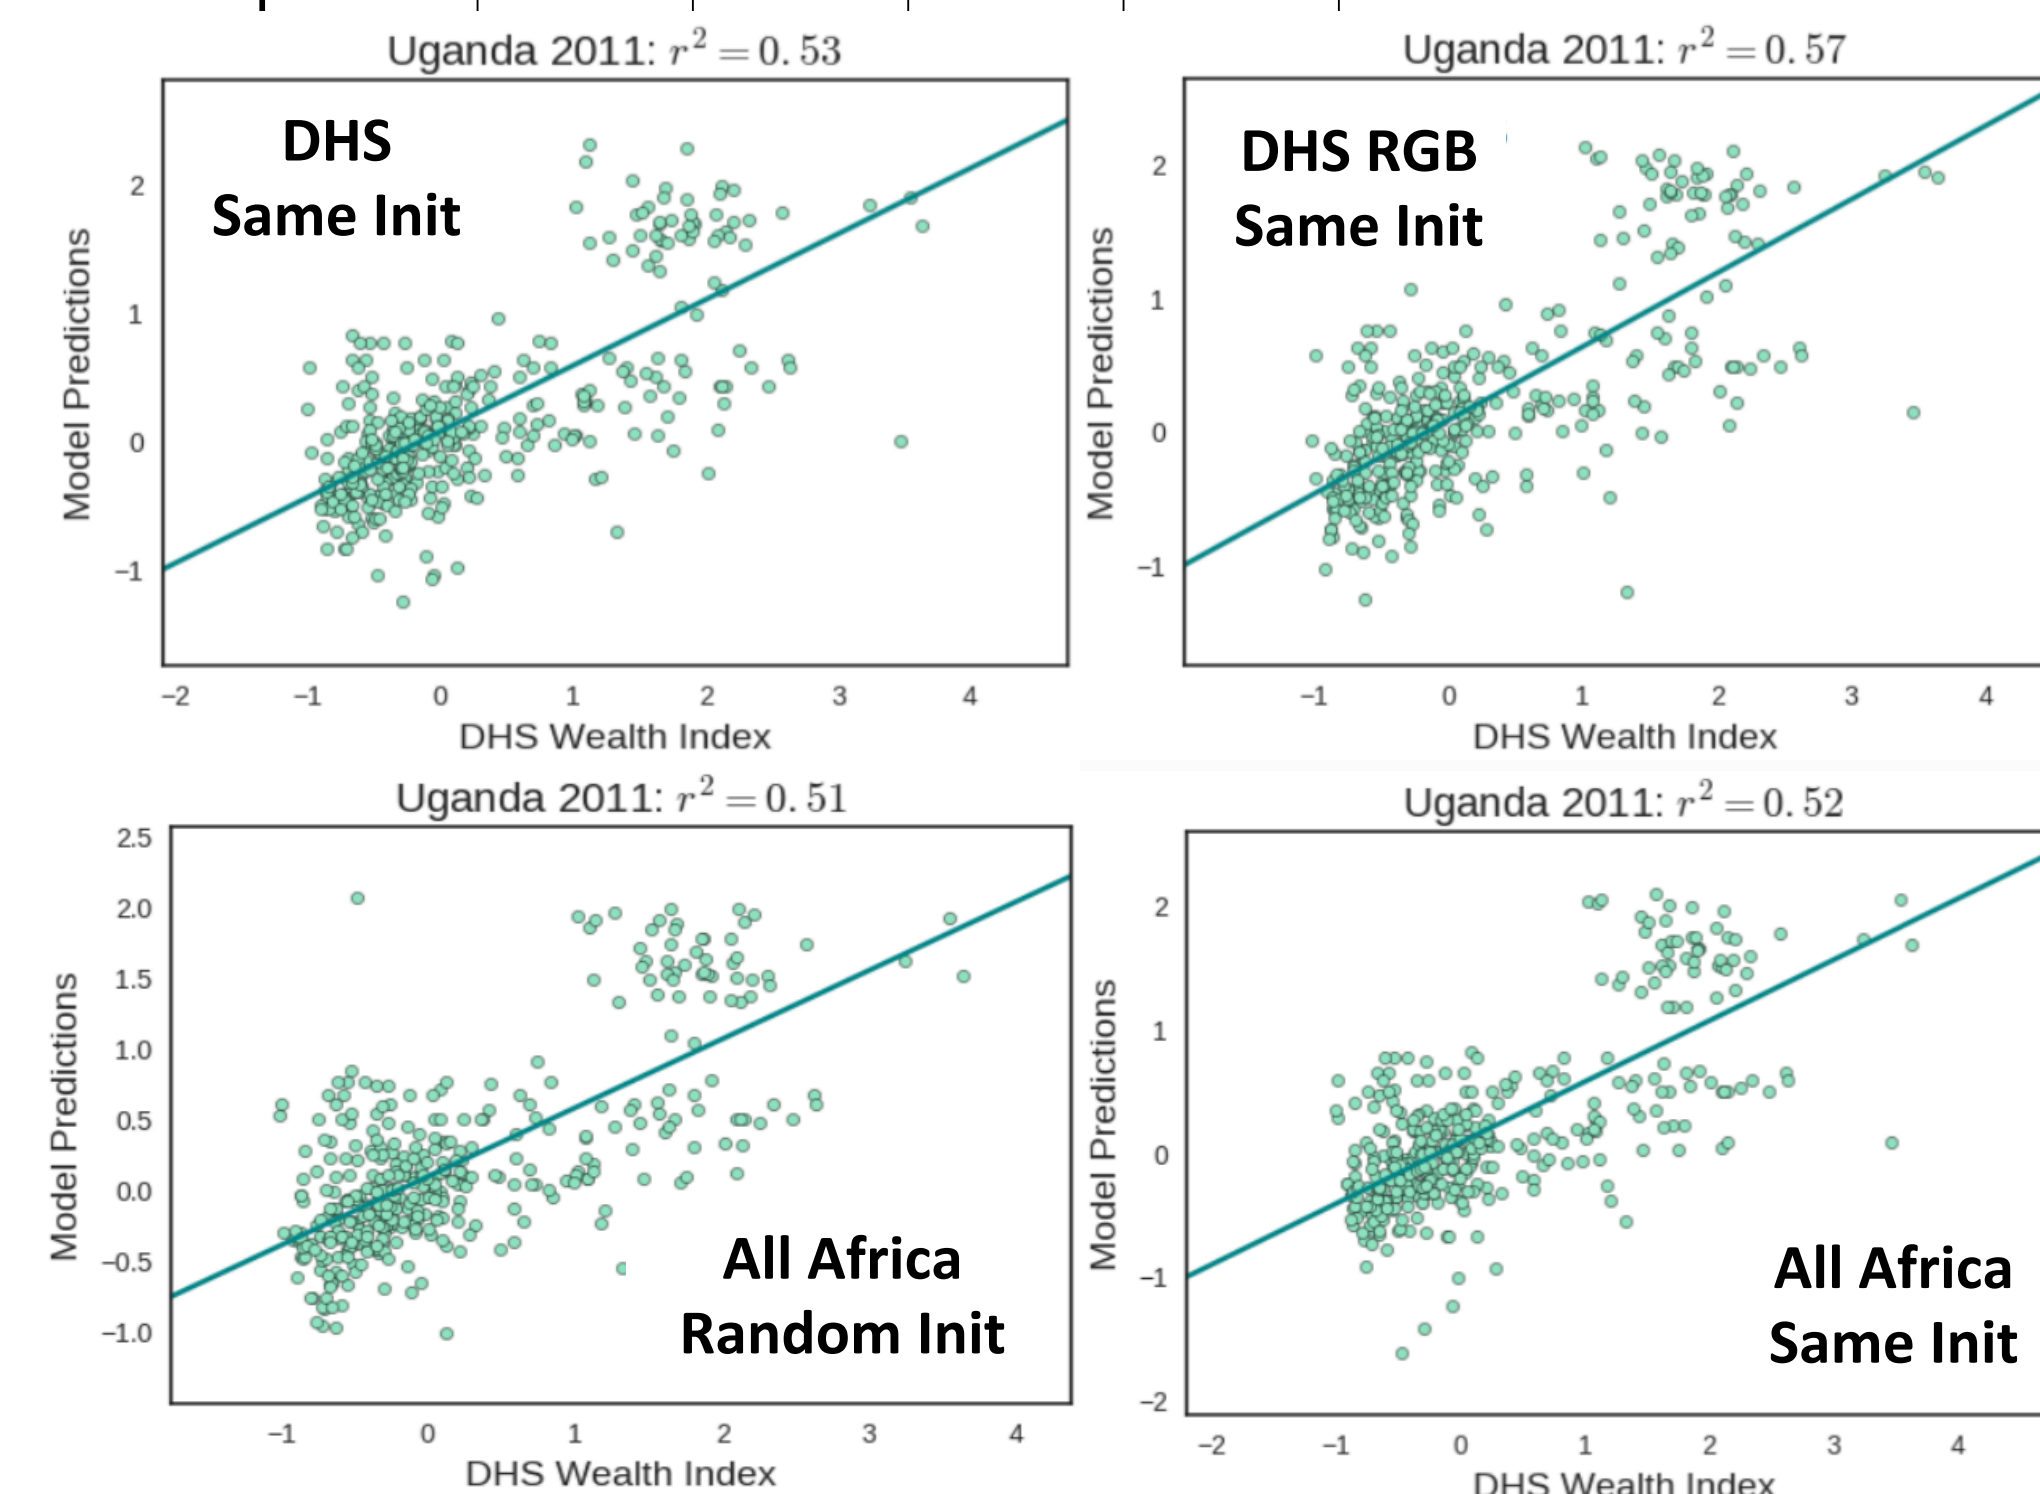 Uganda 2011: r² = 0.53
DHS
Same Init
2
1
0
−1
Model Predictions
−2 −1 0 1 2 3 4
DHS Wealth Index
Uganda 2011: r² = 0.57
DHS RGB
Same Init
2
1
0
−1
Model Predictions
−1 0 1 2 3 4
DHS Wealth Index
Uganda 2011: r² = 0.51
2.5
2.0
1.5
1.0
0.5
0.0
−0.5
−1.0
Model Predictions
All Africa
Random Init
−1 0 1 2 3 4
DHS Wealth Index
Uganda 2011: r² = 0.52
2
1
0
−1
−2
Model Predictions
All Africa
Same Init
−2 −1 0 1 2 3 4
DHS Wealth Index